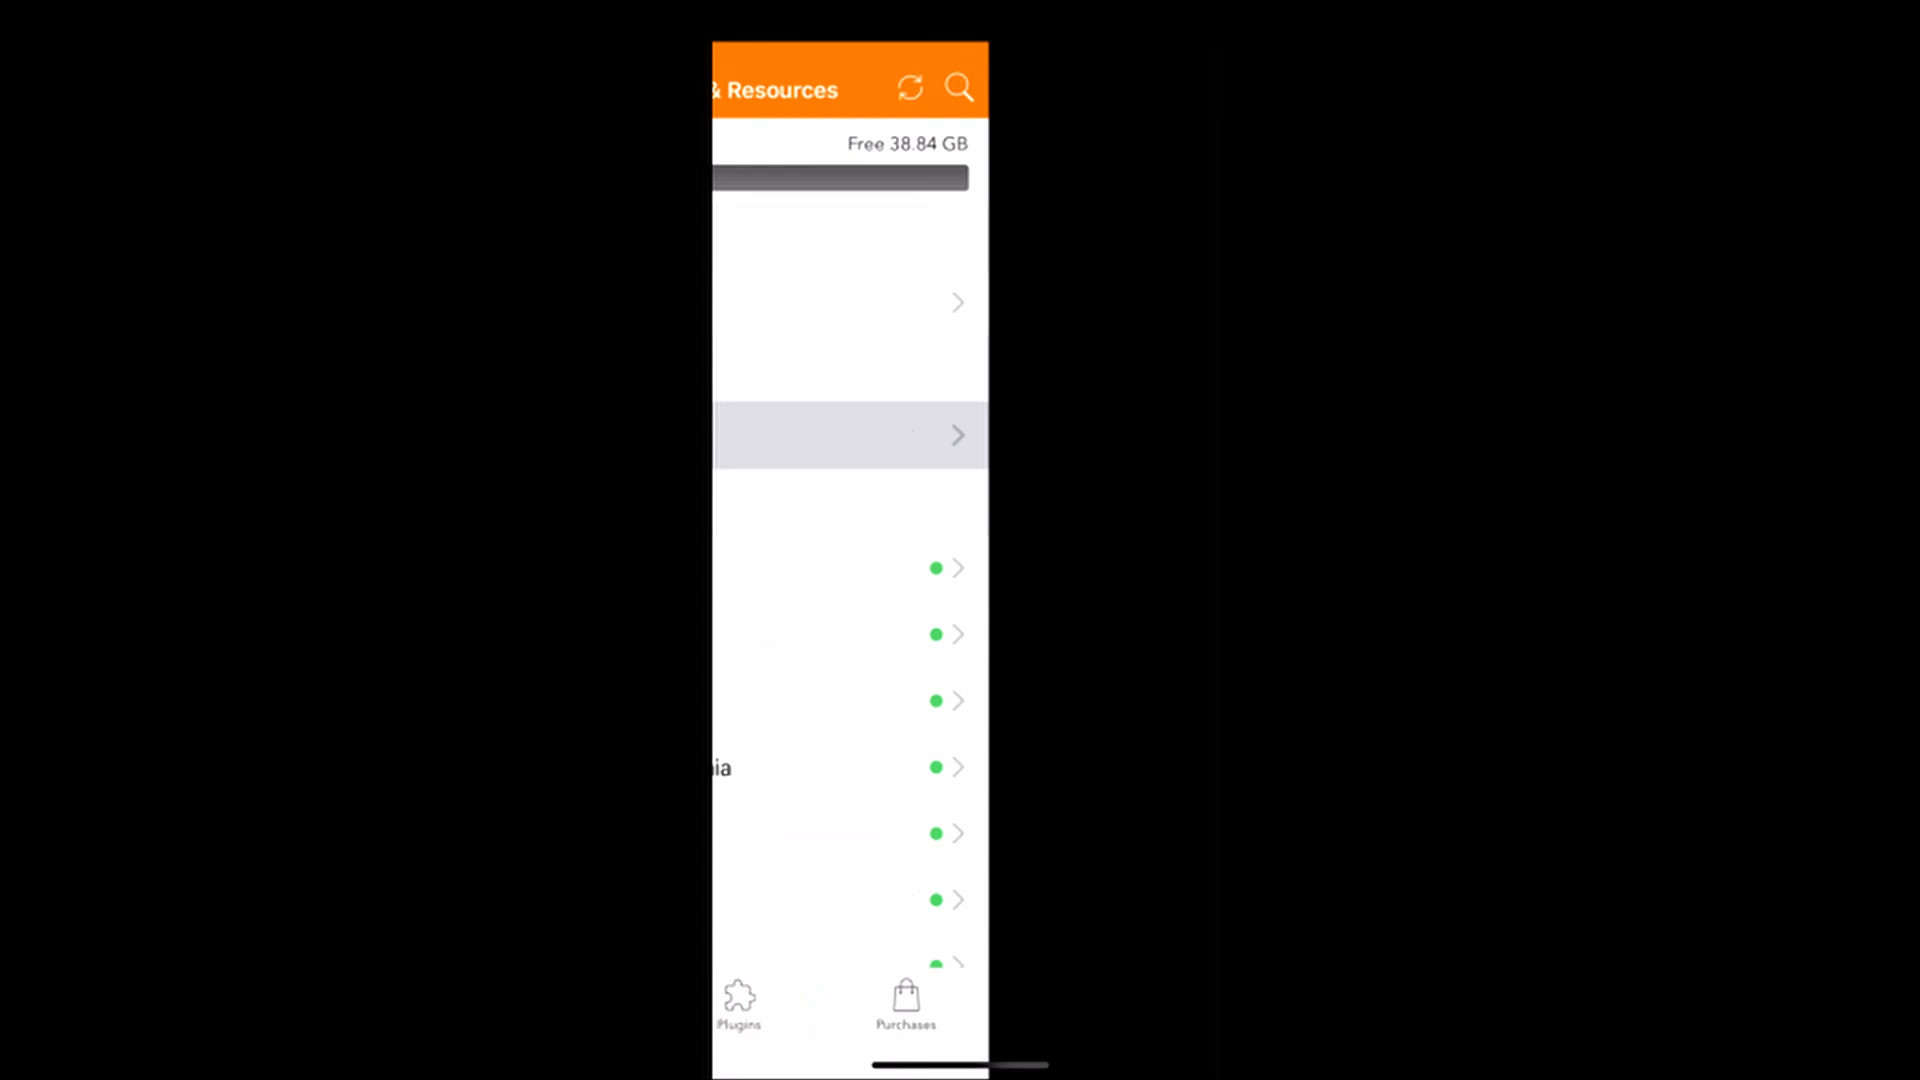 & Resources
Free 38.84 GB
ia
Plugins
Purchases